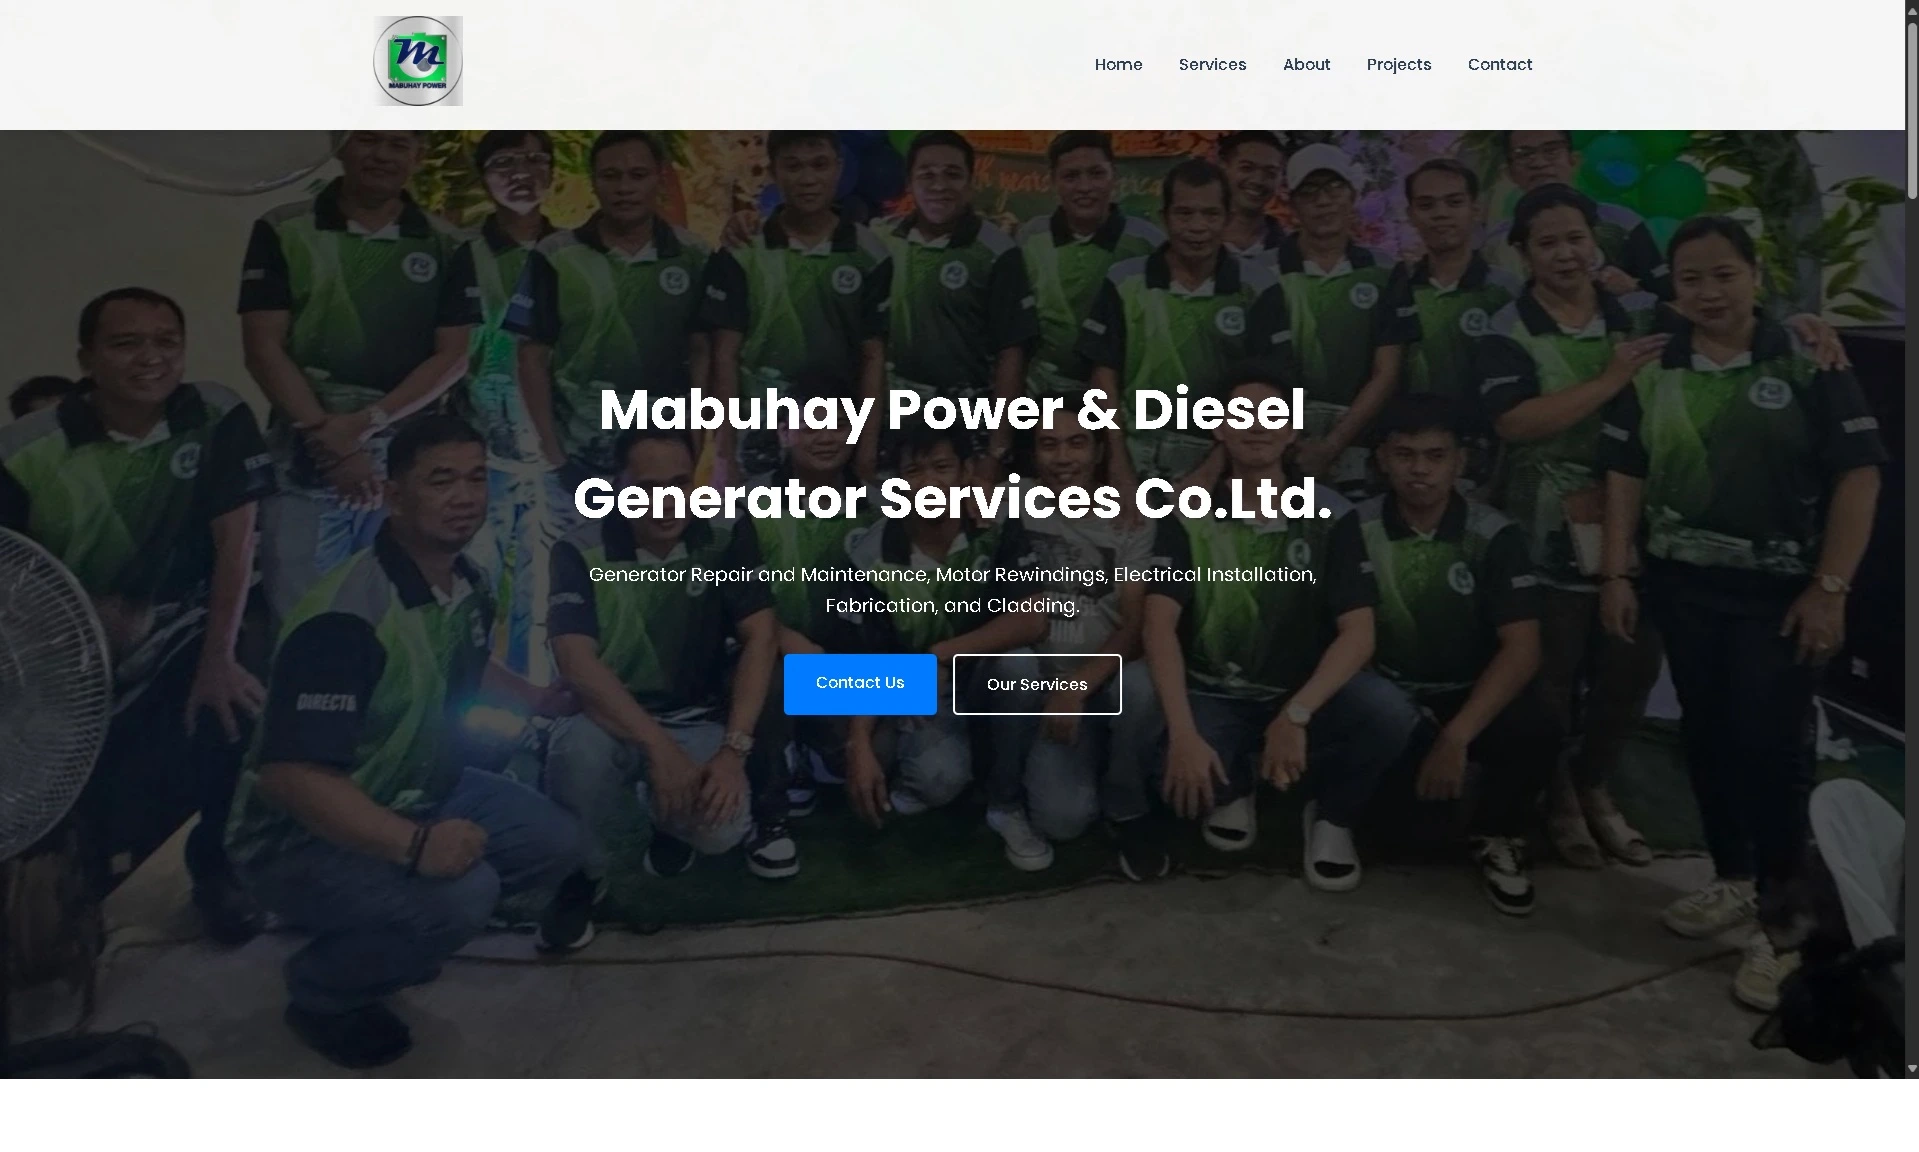 m
MABUHAY POWER
Home
Services
About
Projects
Contact
Mabuhay Power & Diesel
Generator Services Co.Ltd.
Generator Repair and Maintenance, Motor Rewindings, Electrical Installation,
Fabrication, and Cladding.
Contact Us
Our Services